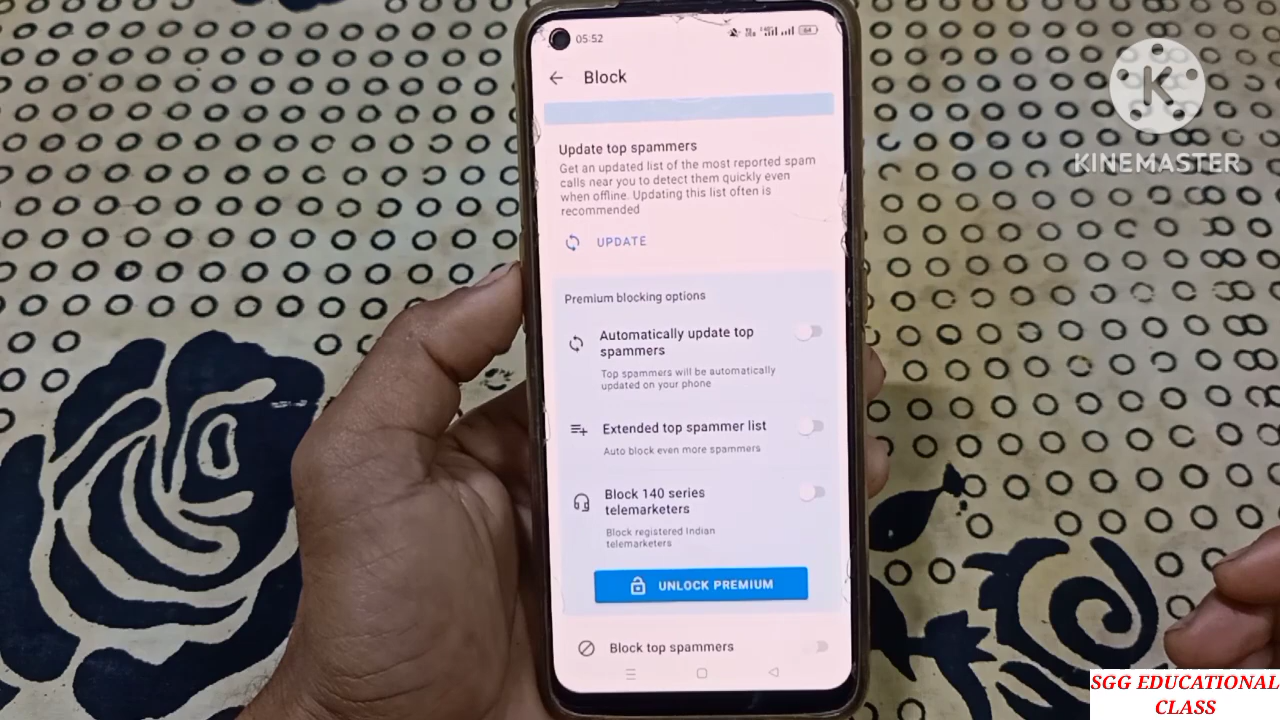 05:52
Block
Update top spammers
Get an updated list of the most reported spam
calls near you to detect them quickly even
when offline. Updating this list often is
recommended
UPDATE
Premium blocking options
Automatically update top
spammers
Top spammers will be automatically
updated on your phone
Extended top spammer list
Auto block even more spammers
Block 140 series
telemarketers
Block registered Indian
telemarketers
UNLOCK PREMIUM
Block top spammers
K
KINEMASTER
SGG EDUCATIONAL
CLASS